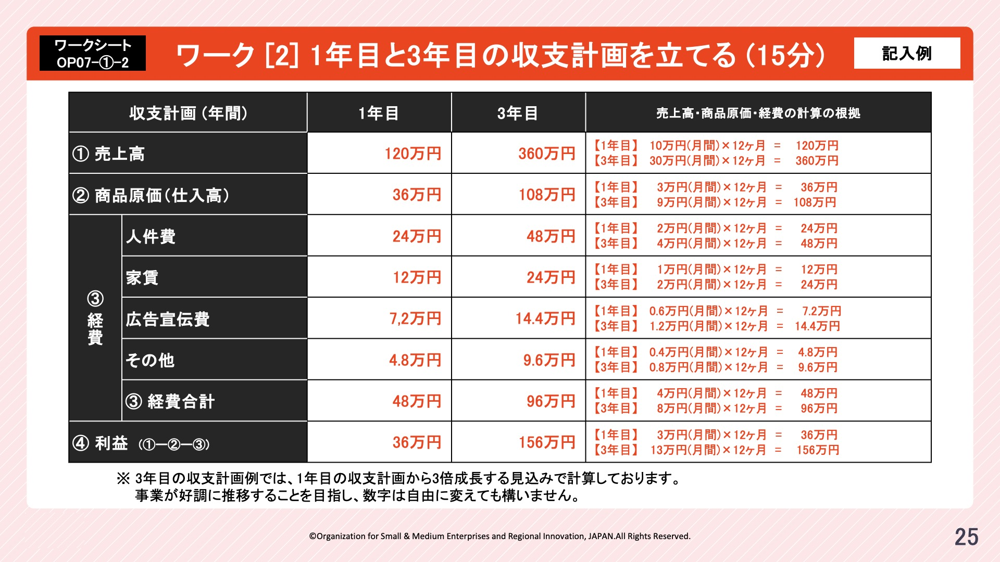 ワークシート
OP07-①-2
ワーク [2] 1年目と3年目の収支計画を立てる (15分)
記入例
収支計画 (年間) 1年目 3年目 売上高・商品原価・経費の計算の根拠
① 売上高 120万円 360万円
【1年目】 10万円(月間)×12ヶ月 = 120万円
【3年目】 30万円(月間)×12ヶ月 = 360万円
② 商品原価(仕入高) 36万円 108万円
【1年目】 3万円(月間)×12ヶ月 = 36万円
【3年目】 9万円(月間)×12ヶ月 = 108万円
③経費
人件費 24万円 48万円
【1年目】 2万円(月間)×12ヶ月 = 24万円
【3年目】 4万円(月間)×12ヶ月 = 48万円
家賃 12万円 24万円
【1年目】 1万円(月間)×12ヶ月 = 12万円
【3年目】 2万円(月間)×12ヶ月 = 24万円
広告宣伝費 7,2万円 14.4万円
【1年目】 0.6万円(月間)×12ヶ月 = 7.2万円
【3年目】 1.2万円(月間)×12ヶ月 = 14.4万円
その他 4.8万円 9.6万円
【1年目】 0.4万円(月間)×12ヶ月 = 4.8万円
【3年目】 0.8万円(月間)×12ヶ月 = 9.6万円
③ 経費合計 48万円 96万円
【1年目】 4万円(月間)×12ヶ月 = 48万円
【3年目】 8万円(月間)×12ヶ月 = 96万円
④ 利益 (①ー②ー③) 36万円 156万円
【1年目】 3万円(月間)×12ヶ月 = 36万円
【3年目】 13万円(月間)×12ヶ月 = 156万円
※ 3年目の収支計画例では、1年目の収支計画から3倍成長する見込みで計算しております。
事業が好調に推移することを目指し、数字は自由に変えても構いません。
©Organization for Small & Medium Enterprises and Regional Innovation, JAPAN.All Rights Reserved.
25